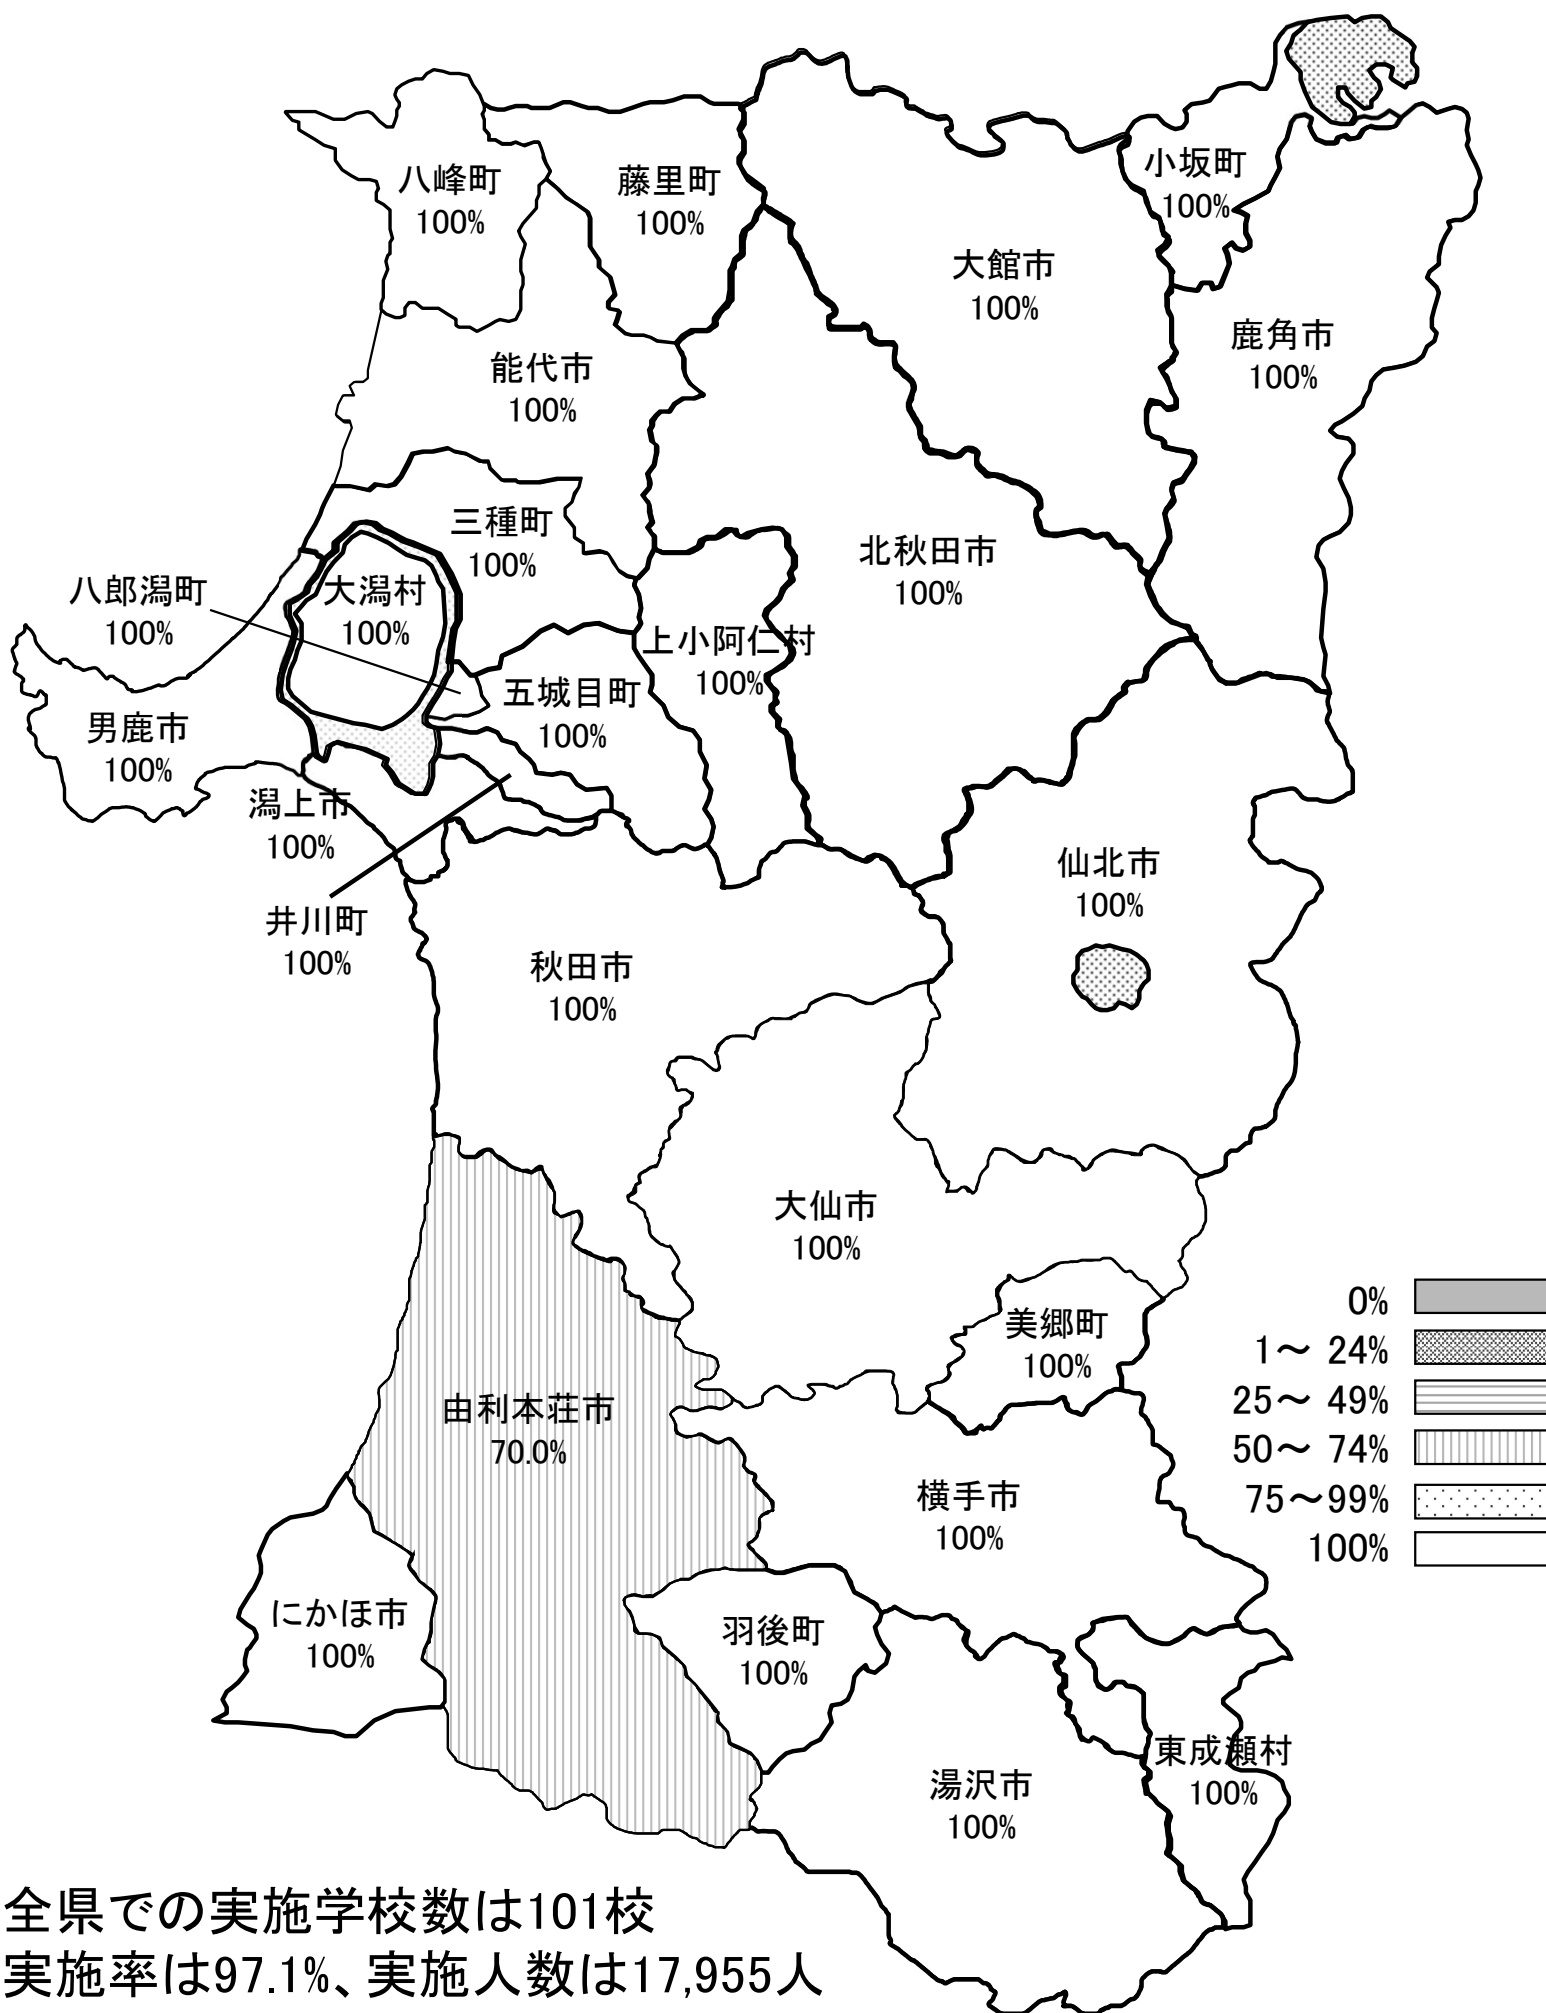 八峰町
100%
藤里町
100%
小坂町
100%
大館市
100%
鹿角市
100%
能代市
100%
三種町
100%
北秋田市
100%
八郎潟町
100%
大潟村
100%
上小阿仁村
100%
五城目町
100%
男鹿市
100%
潟上市
100%
井川町
100%
仙北市
100%
秋田市
100%
大仙市
100%
美郷町
100%
0%
1～ 24%
25～ 49%
50～ 74%
75～99%
100%
由利本荘市
70.0%
横手市
100%
にかほ市
100%
羽後町
100%
東成瀬村
100%
湯沢市
100%
全県での実施学校数は101校
実施率は97.1%、実施人数は17,955人